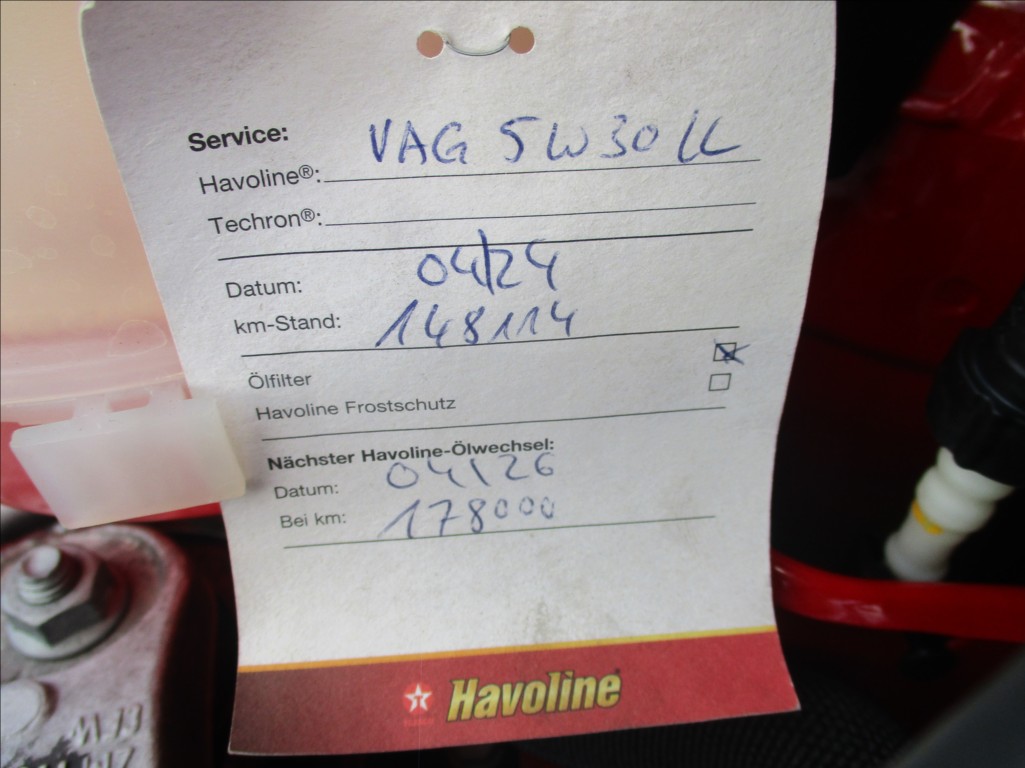 Service:
VAG 5W30 LL
Havoline®:
Techron®:
Datum: 04/24
km-Stand: 148114
Ölfilter
Havoline Frostschutz
Nächster Havoline-Ölwechsel:
Datum: 04/26
Bei km: 178000
Havoline